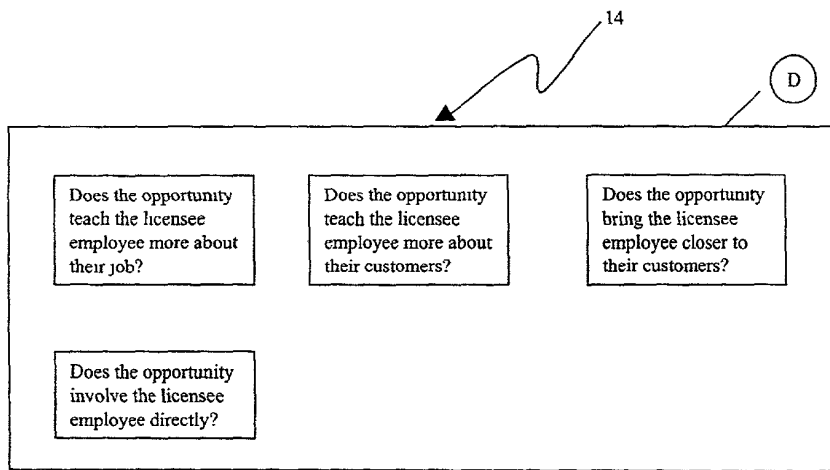 14
D
Does the opportunity
teach the licensee
employee more about
their job?
Does the opportunity
teach the licensee
employee more about
their customers?
Does the opportunity
bring the licensee
employee closer to
their customers?
Does the opportunity
involve the licensee
employee directly?